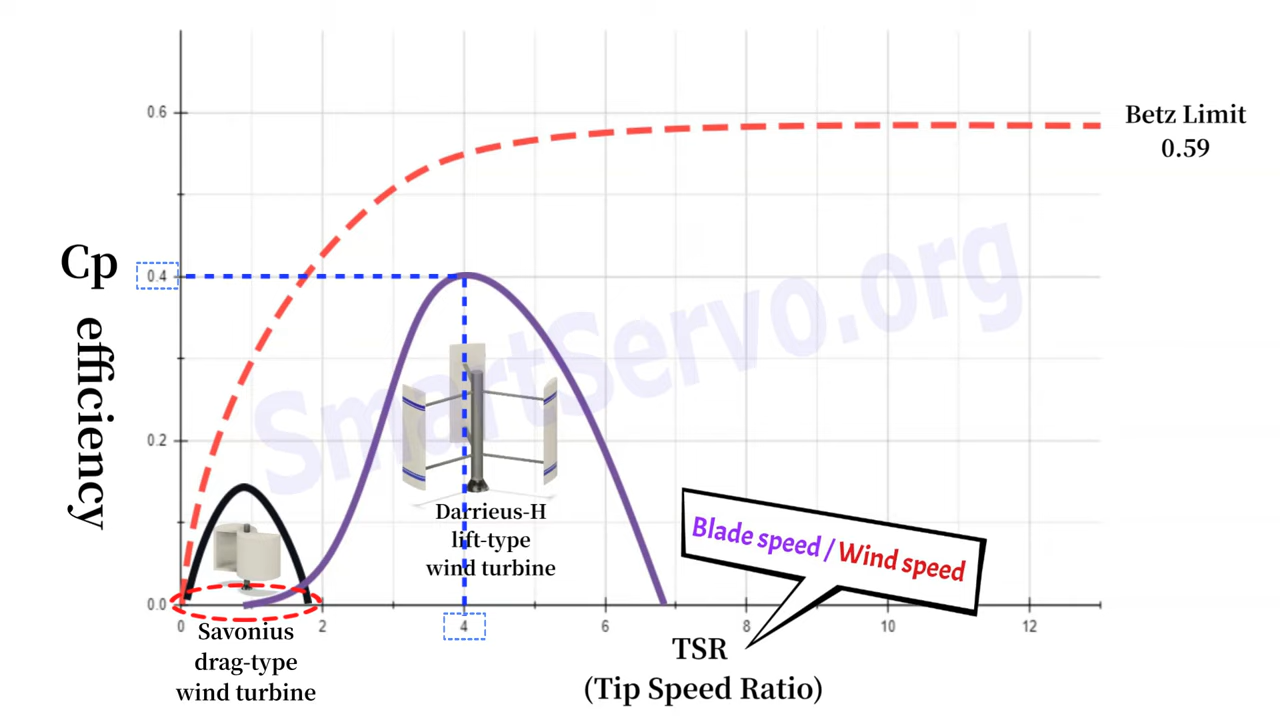 0.6
Betz Limit
0.59
Cp
efficiency
0.4
SmartServo.org
0.2
Darrieus-H
lift-type
wind turbine
Blade speed / Wind speed
0.0
0 2 4 6 8 10 12
Savonius
drag-type
wind turbine
TSR
(Tip Speed Ratio)